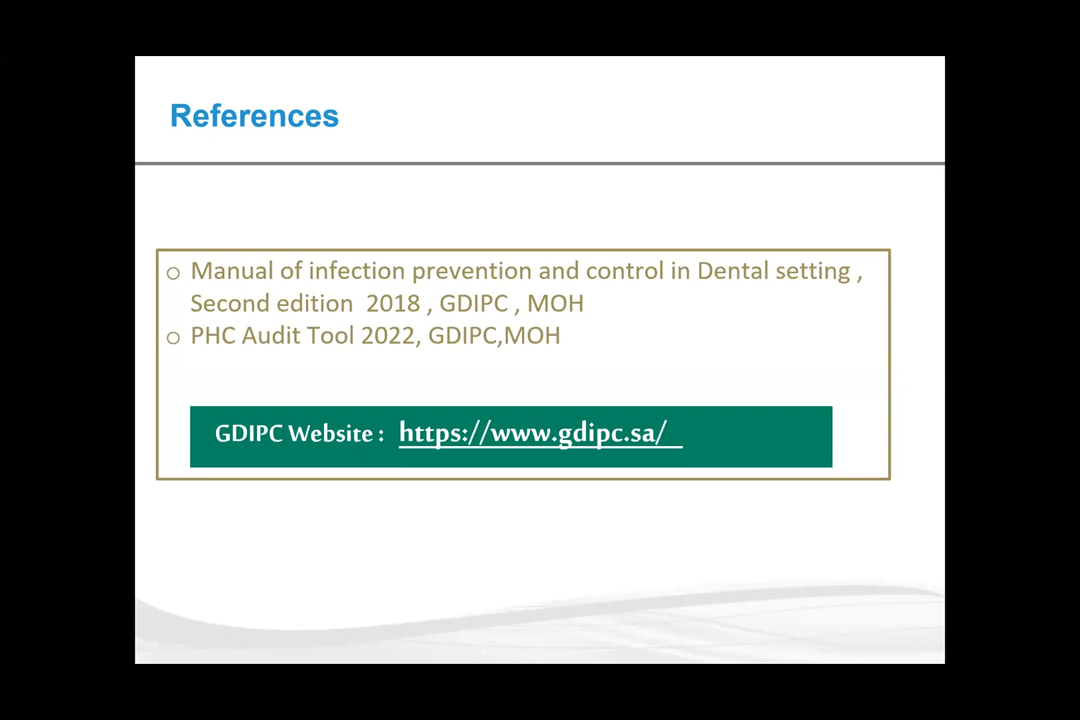 References
○ Manual of infection prevention and control in Dental setting ,
Second edition  2018 , GDIPC , MOH
○ PHC Audit Tool 2022, GDIPC,MOH
GDIPC Website :  https://www.gdipc.sa/